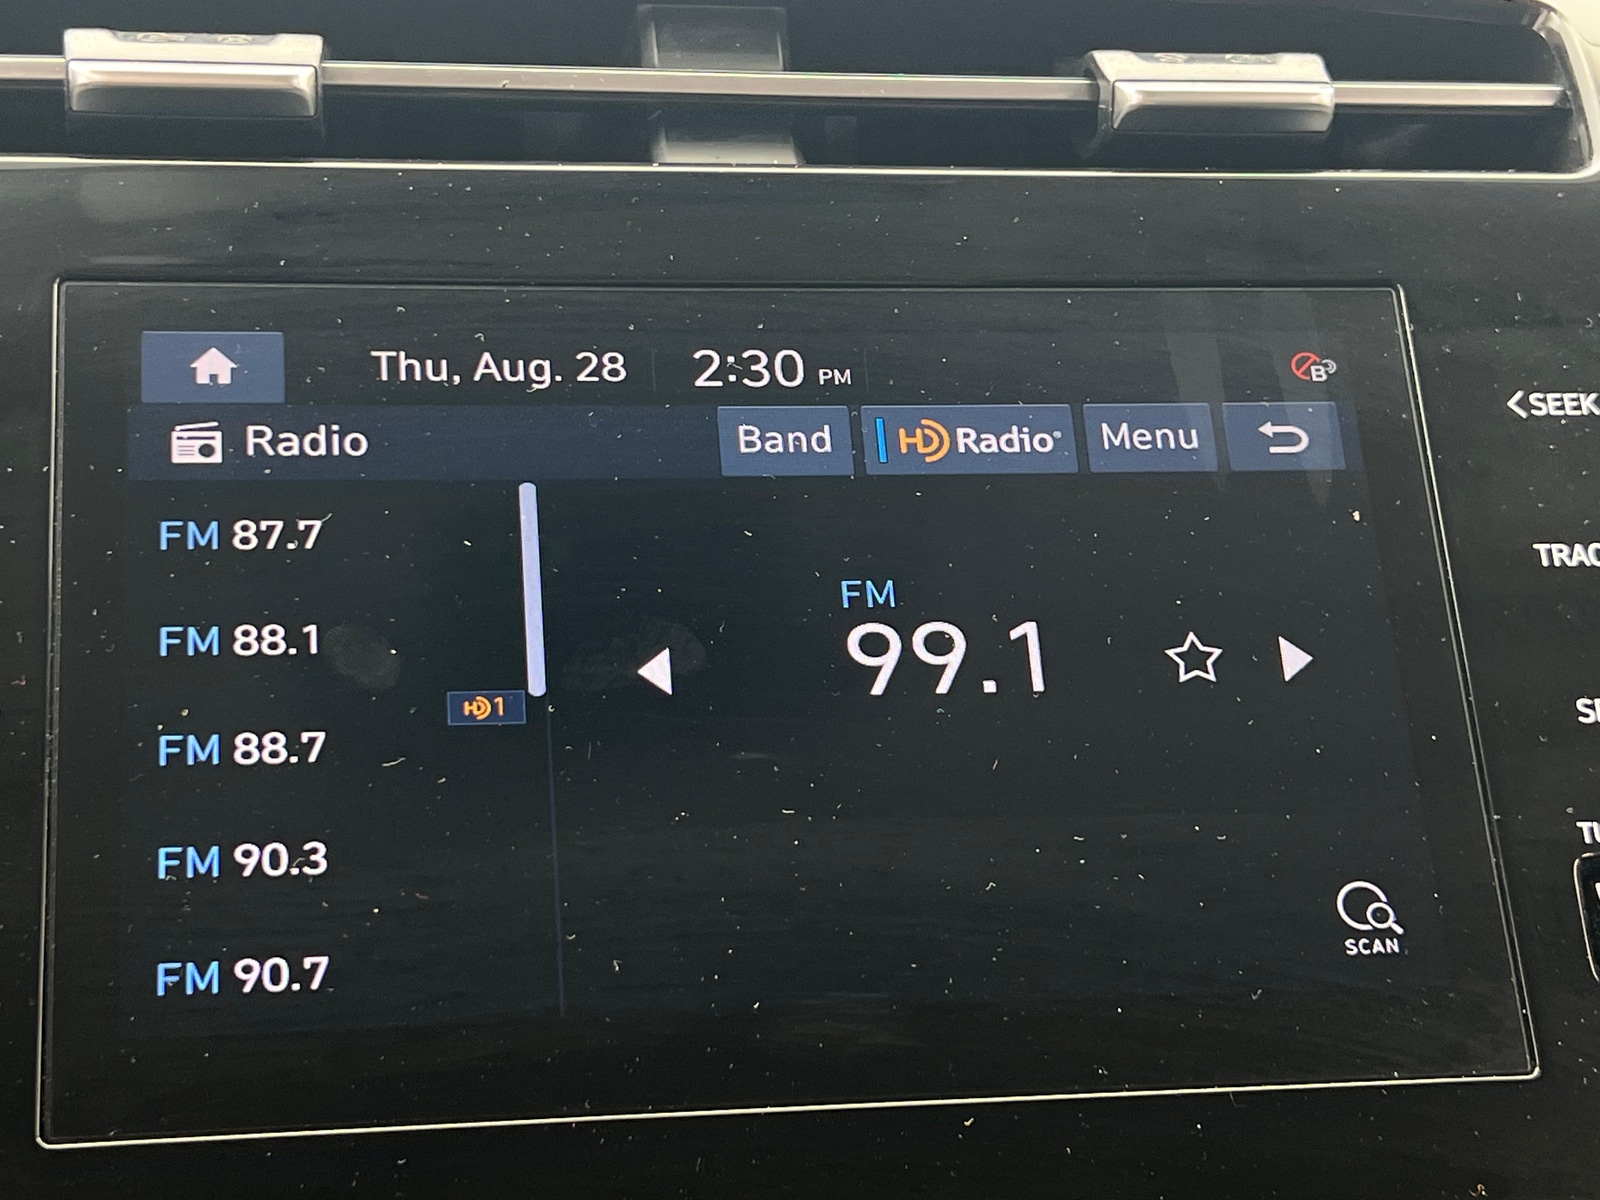 Thu, Aug. 28 2:30 PM
B
Radio Band HD Radio® Menu
FM 87.7
FM 88.1
HD1
FM 88.7
FM 90.3
FM 90.7
FM
99.1
SCAN
<SEEK
TRAC